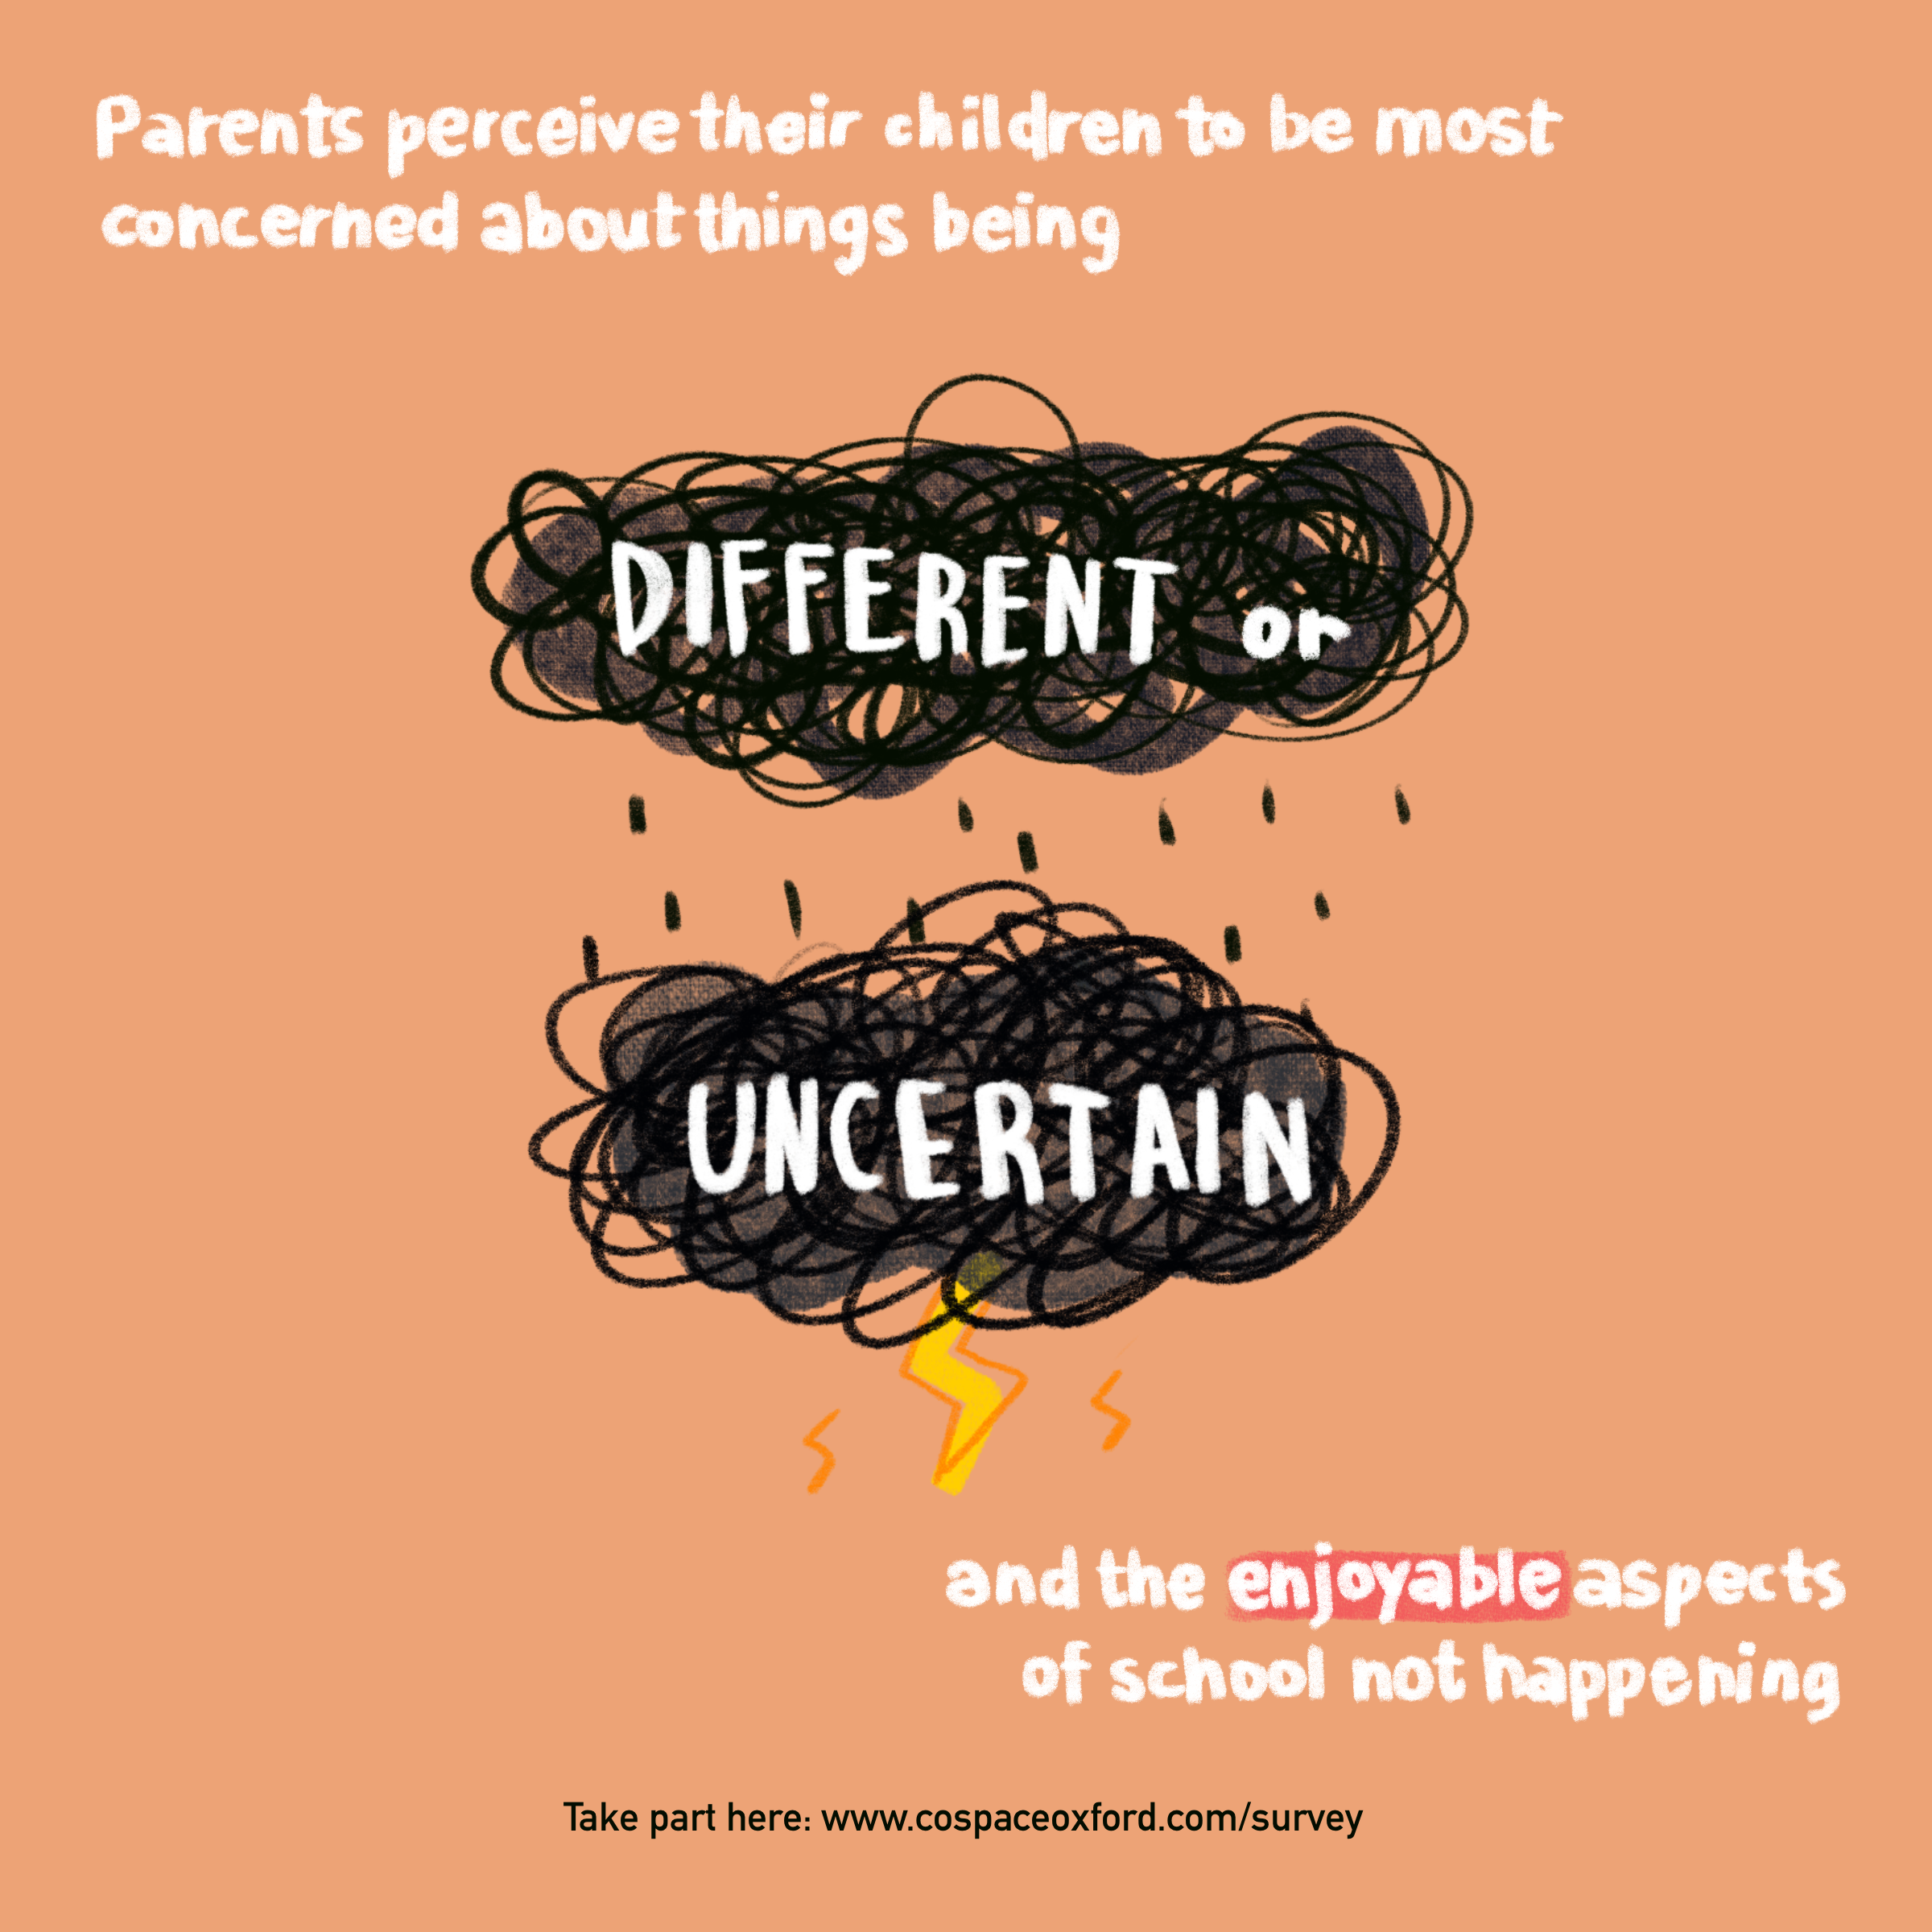 Parents perceive their children to be most
concerned about things being
DIFFERENT or
UNCERTAIN
and the enjoyable aspects
of school not happening
Take part here: www.cospaceoxford.com/survey